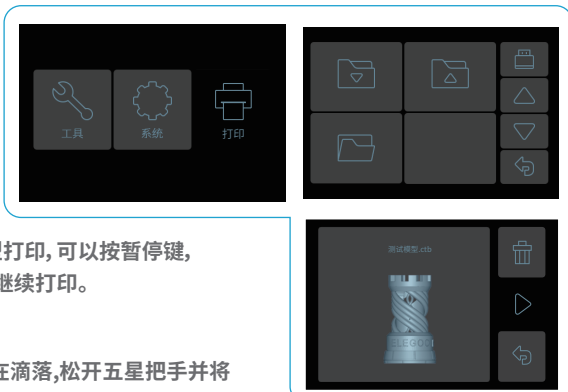 工具
系统
打印
测试模型.ctb
ELEGOO
打印, 可以按暂停键,
继续打印。
在滴落,松开五星把手并将